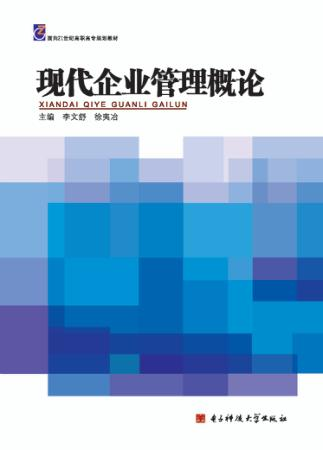 面向21世纪高职高专规划教材
现代企业管理概论
XIANDAI QIYE GUANLI GAILUN
主编 李文舒 徐夷冶
电子科技大学出版社